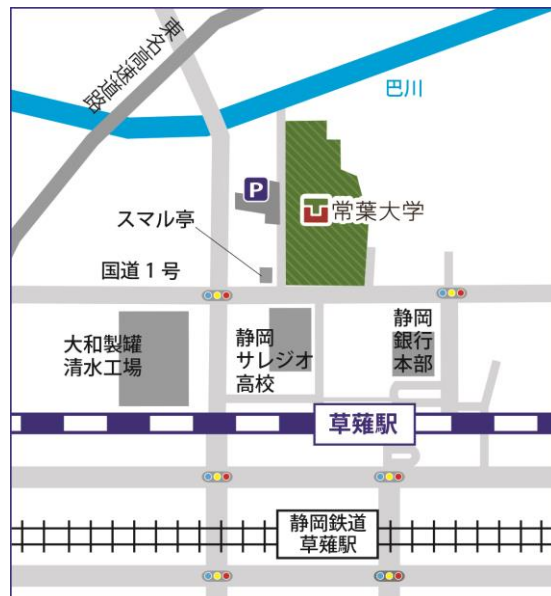 東名高速道路
巴川
P
常葉大学
スマル亭
国道1号
大和製罐
清水工場
静岡
サレジオ
高校
静岡
銀行
本部
草薙駅
静岡鉄道
草薙駅